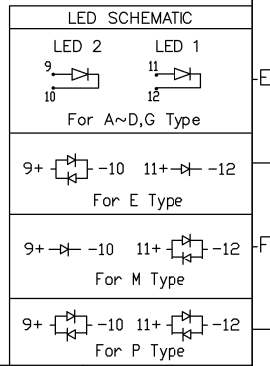 LED SCHEMATIC
LED 2 LED 1
9 11
10 12
For A~D,G Type
9+ -10 11+ -12
For E Type
9+ -10 11+ -12
For M Type
9+ -10 11+ -12
For P Type
E
F